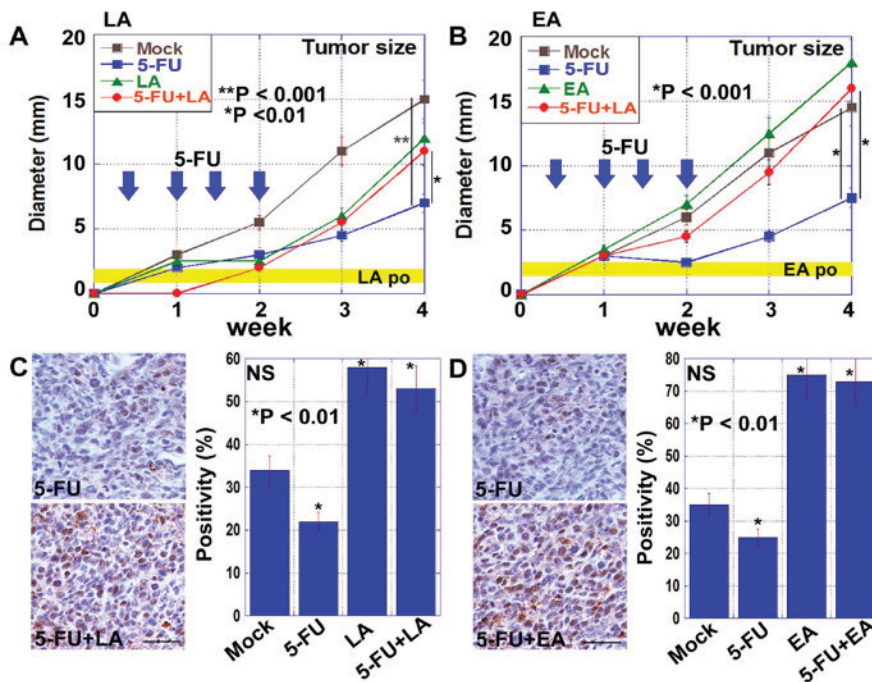 LA
A
20
15
10
5
0
Diameter (mm)
Mock
5-FU
LA
5-FU+LA
Tumor size
**P < 0.001
*P <0.01
5-FU
**
*
LA po
0 1 2 3 4
week
EA
B
20
15
10
5
0
Diameter (mm)
Mock
5-FU
EA
5-FU+LA
Tumor size
*P < 0.001
5-FU
* *
EA po
0 1 2 3 4
week
C
5-FU
5-FU+LA
60
50
40
30
20
10
0
Positivity (%)
NS
*P < 0.01
* * *
Mock 5-FU LA 5-FU+LA
D
5-FU
5-FU+EA
80
70
60
50
40
30
20
10
0
Positivity (%)
NS
*P < 0.01
* * *
Mock 5-FU EA 5-FU+EA